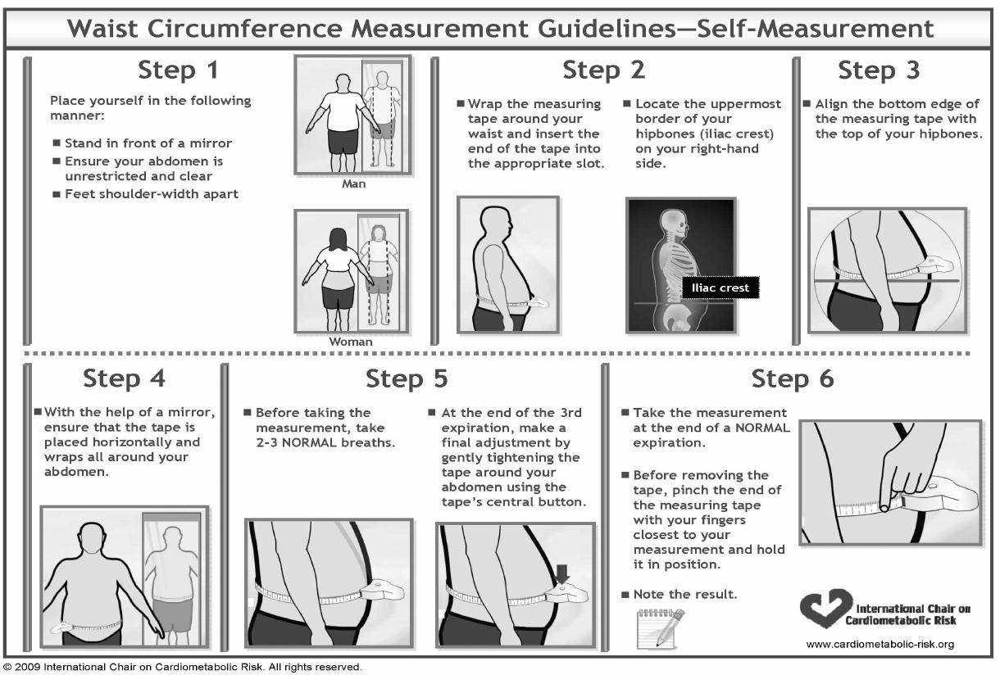 Waist Circumference Measurement Guidelines—Self-Measurement
Step 1
Place yourself in the following
manner:
■ Stand in front of a mirror
■ Ensure your abdomen is
unrestricted and clear
■ Feet shoulder-width apart
Man
Woman
Step 2
■ Wrap the measuring
tape around your
waist and insert the
end of the tape into
the appropriate slot.
■ Locate the uppermost
border of your
hipbones (iliac crest)
on your right-hand
side.
Iliac crest
Step 3
■ Align the bottom edge of
the measuring tape with
the top of your hipbones.
Step 4
■ With the help of a mirror,
ensure that the tape is
placed horizontally and
wraps all around your
abdomen.
Step 5
■ Before taking the
measurement, take
2-3 NORMAL breaths.
■ At the end of the 3rd
expiration, make a
final adjustment by
gently tightening the
tape around your
abdomen using the
tape's central button.
Step 6
■ Take the measurement
at the end of a NORMAL
expiration.
■ Before removing the
tape, pinch the end of
the measuring tape
with your fingers
closest to your
measurement and hold
it in position.
■ Note the result.
International Chair on
Cardiometabolic Risk
www.cardiometabolic-risk.org
© 2009 International Chair on Cardiometabolic Risk. All rights reserved.